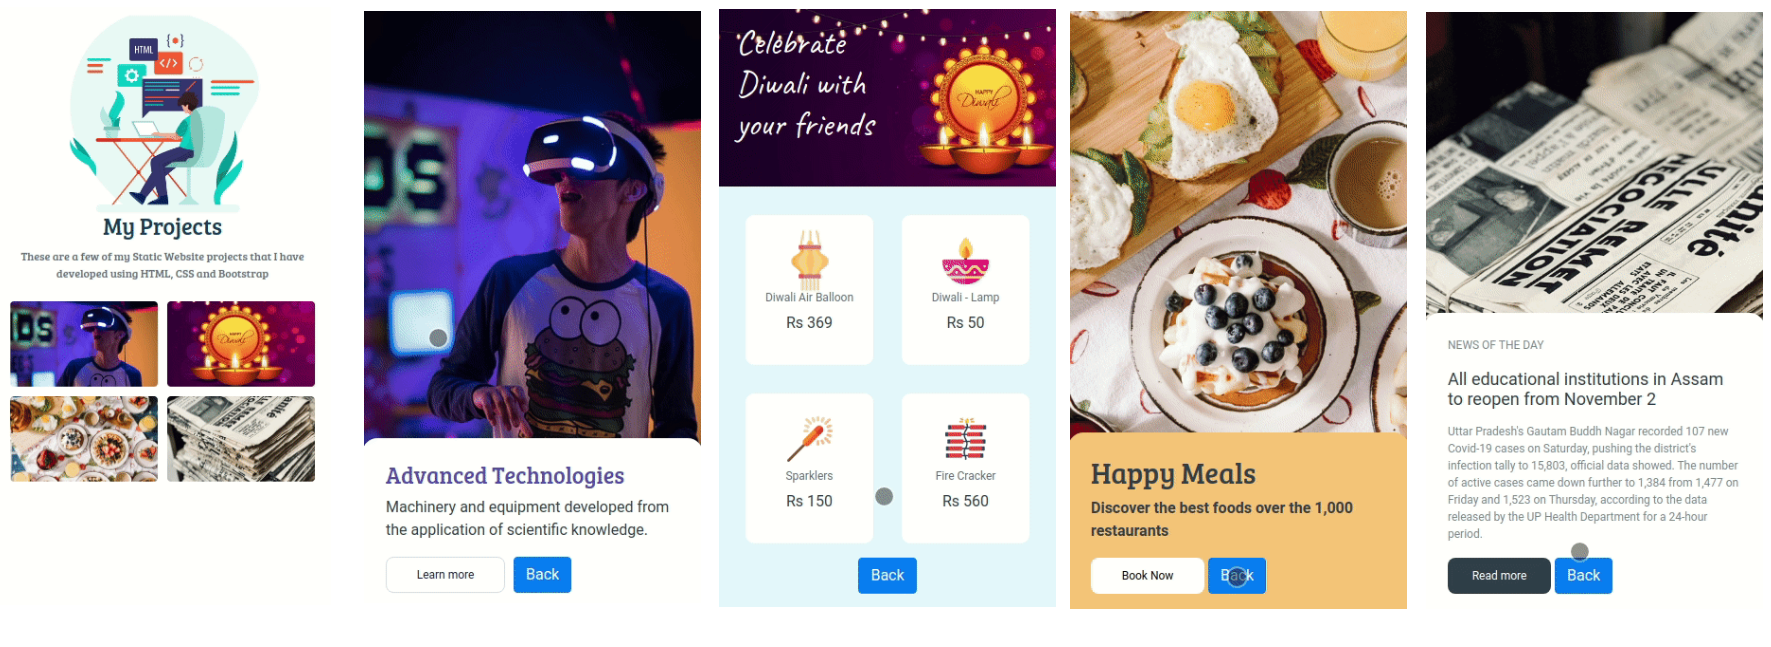 HTML
{•}
</>
My Projects
These are a few of my Static Website projects that I have
developed using HTML, CSS and Bootstrap
Advanced Technologies
Machinery and equipment developed from
the application of scientific knowledge.
Learn more
Back
Celebrate
Diwali with
your friends
HAPPY
Diwali
Diwali Air Balloon
Rs 369
Diwali - Lamp
Rs 50
Sparklers
Rs 150
Fire Cracker
Rs 560
Back
Happy Meals
Discover the best foods over the 1,000
restaurants
Book Now
Back
ULLE REMET
NEGOCIATION
anité
NEWS OF THE DAY
All educational institutions in Assam
to reopen from November 2
Uttar Pradesh's Gautam Buddh Nagar recorded 107 new
Covid-19 cases on Saturday, pushing the district's
infection tally to 15,803, official data showed. The number
of active cases came down further to 1,384 from 1,477 on
Friday and 1,523 on Thursday, according to the data
released by the UP Health Department for a 24-hour
period.
Read more
Back